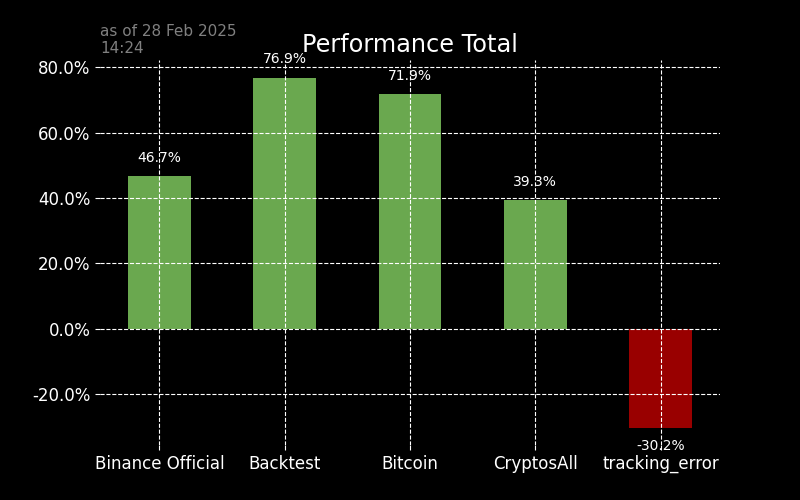 as of 28 Feb 2025
14:24
Performance Total
80.0%
60.0%
40.0%
20.0%
0.0%
-20.0%
46.7%
76.9%
71.9%
39.3%
-30.2%
Binance Official
Backtest
Bitcoin
CryptosAll
tracking_error